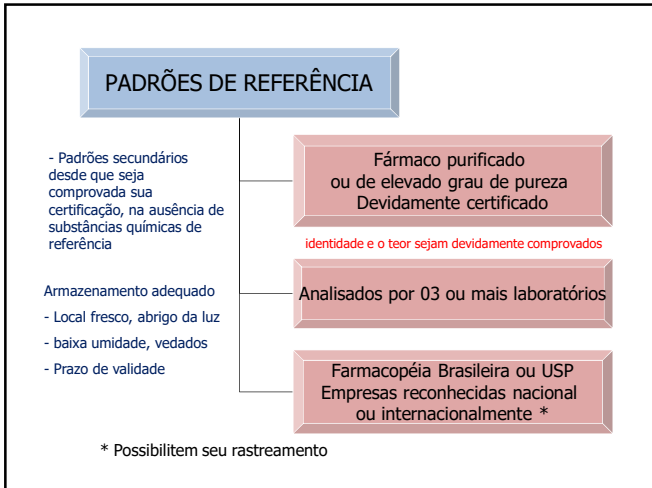 PADRÕES DE REFERÊNCIA
- Padrões secundários
desde que seja
comprovada sua
certificação, na ausência de
substâncias químicas de
referência
Armazenamento adequado
- Local fresco, abrigo da luz
- baixa umidade, vedados
- Prazo de validade
Fármaco purificado
ou de elevado grau de pureza
Devidamente certificado
identidade e o teor sejam devidamente comprovados
Analisados por 03 ou mais laboratórios
Farmacopéia Brasileira ou USP
Empresas reconhecidas nacional
ou internacionalmente *
* Possibilitem seu rastreamento